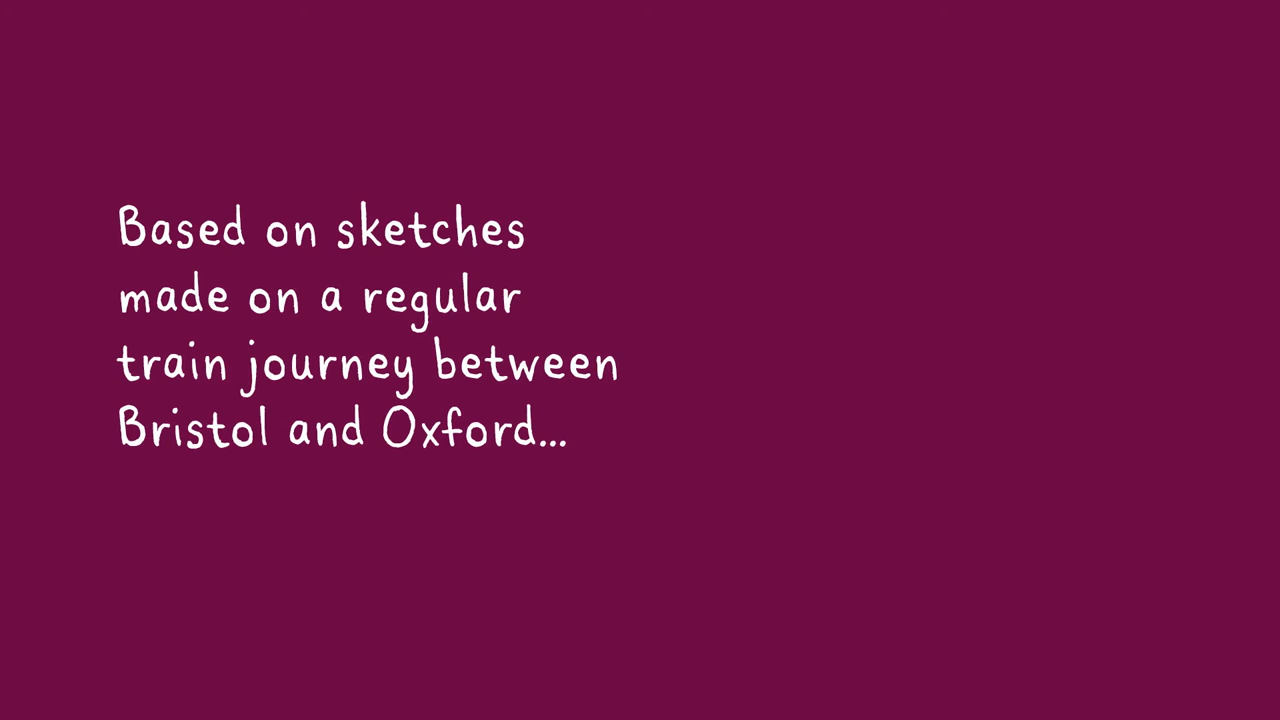 Based on sketches
made on a regular
train journey between
Bristol and Oxford...